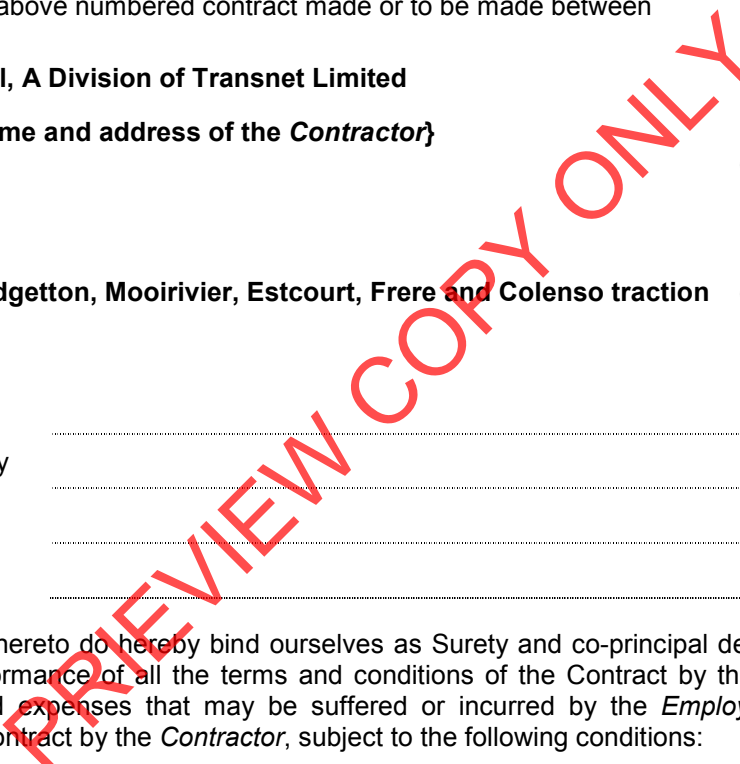 above numbered contract made or to be made between
l, A Division of Transnet Limited
me and address of the Contractor}
dgetton, Mooirivier, Estcourt, Frere and Colenso traction
y
hereto do hereby bind ourselves as Surety and co-principal de
ormance of all the terms and conditions of the Contract by th
d expenses that may be suffered or incurred by the Employ
ontract by the Contractor, subject to the following conditions:
PRIEVIEW COPY ONLY